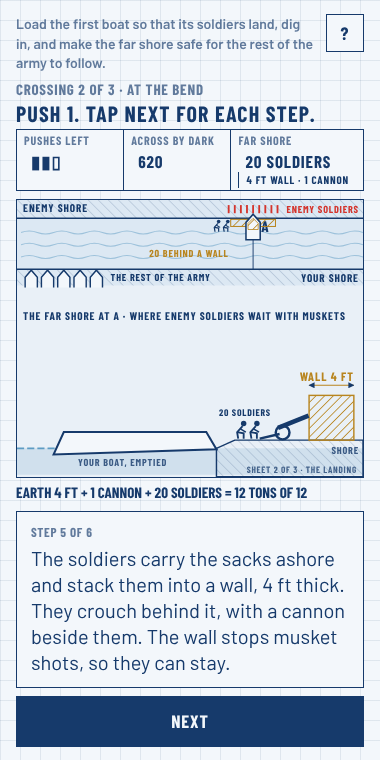 Load the first boat so that its soldiers land, dig
in, and make the far shore safe for the rest of the
army to follow.
?
CROSSING 2 OF 3 · AT THE BEND
PUSH 1. TAP NEXT FOR EACH STEP.
PUSHES LEFT
ACROSS BY DARK
620
FAR SHORE
20 SOLDIERS
4 FT WALL · 1 CANNON
ENEMY SHORE
ENEMY SOLDIERS
A
20 BEHIND A WALL
THE REST OF THE ARMY
YOUR SHORE
THE FAR SHORE AT A · WHERE ENEMY SOLDIERS WAIT WITH MUSKETS
WALL 4 FT
20 SOLDIERS
SHORE
YOUR BOAT, EMPTIED
SHEET 2 OF 3 · THE LANDING
EARTH 4 FT + 1 CANNON + 20 SOLDIERS = 12 TONS OF 12
STEP 5 OF 6
The soldiers carry the sacks ashore
and stack them into a wall, 4 ft thick.
They crouch behind it, with a cannon
beside them. The wall stops musket
shots, so they can stay.
NEXT